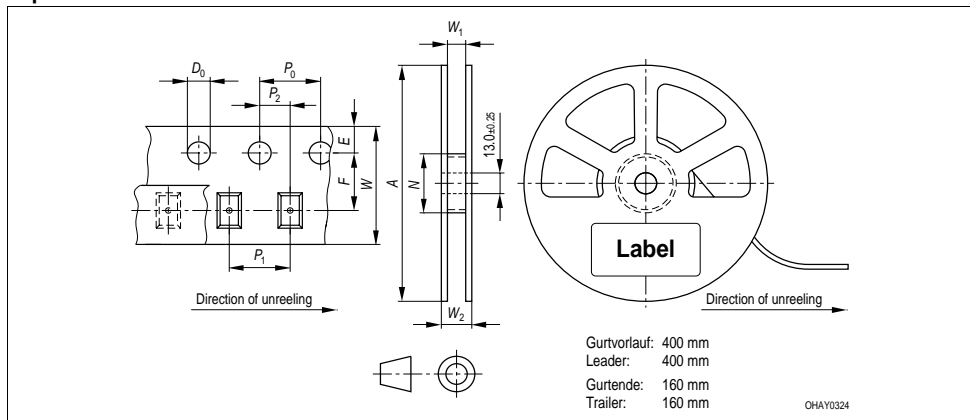 W1
D0
P0
P2
E
F
W
A
N
13.0±0.25
P1
Label
Direction of unreeling
W2
Direction of unreeling
Gurtvorlauf: 400 mm
Leader: 400 mm
Gurtende: 160 mm
Trailer: 160 mm
OHAY0324